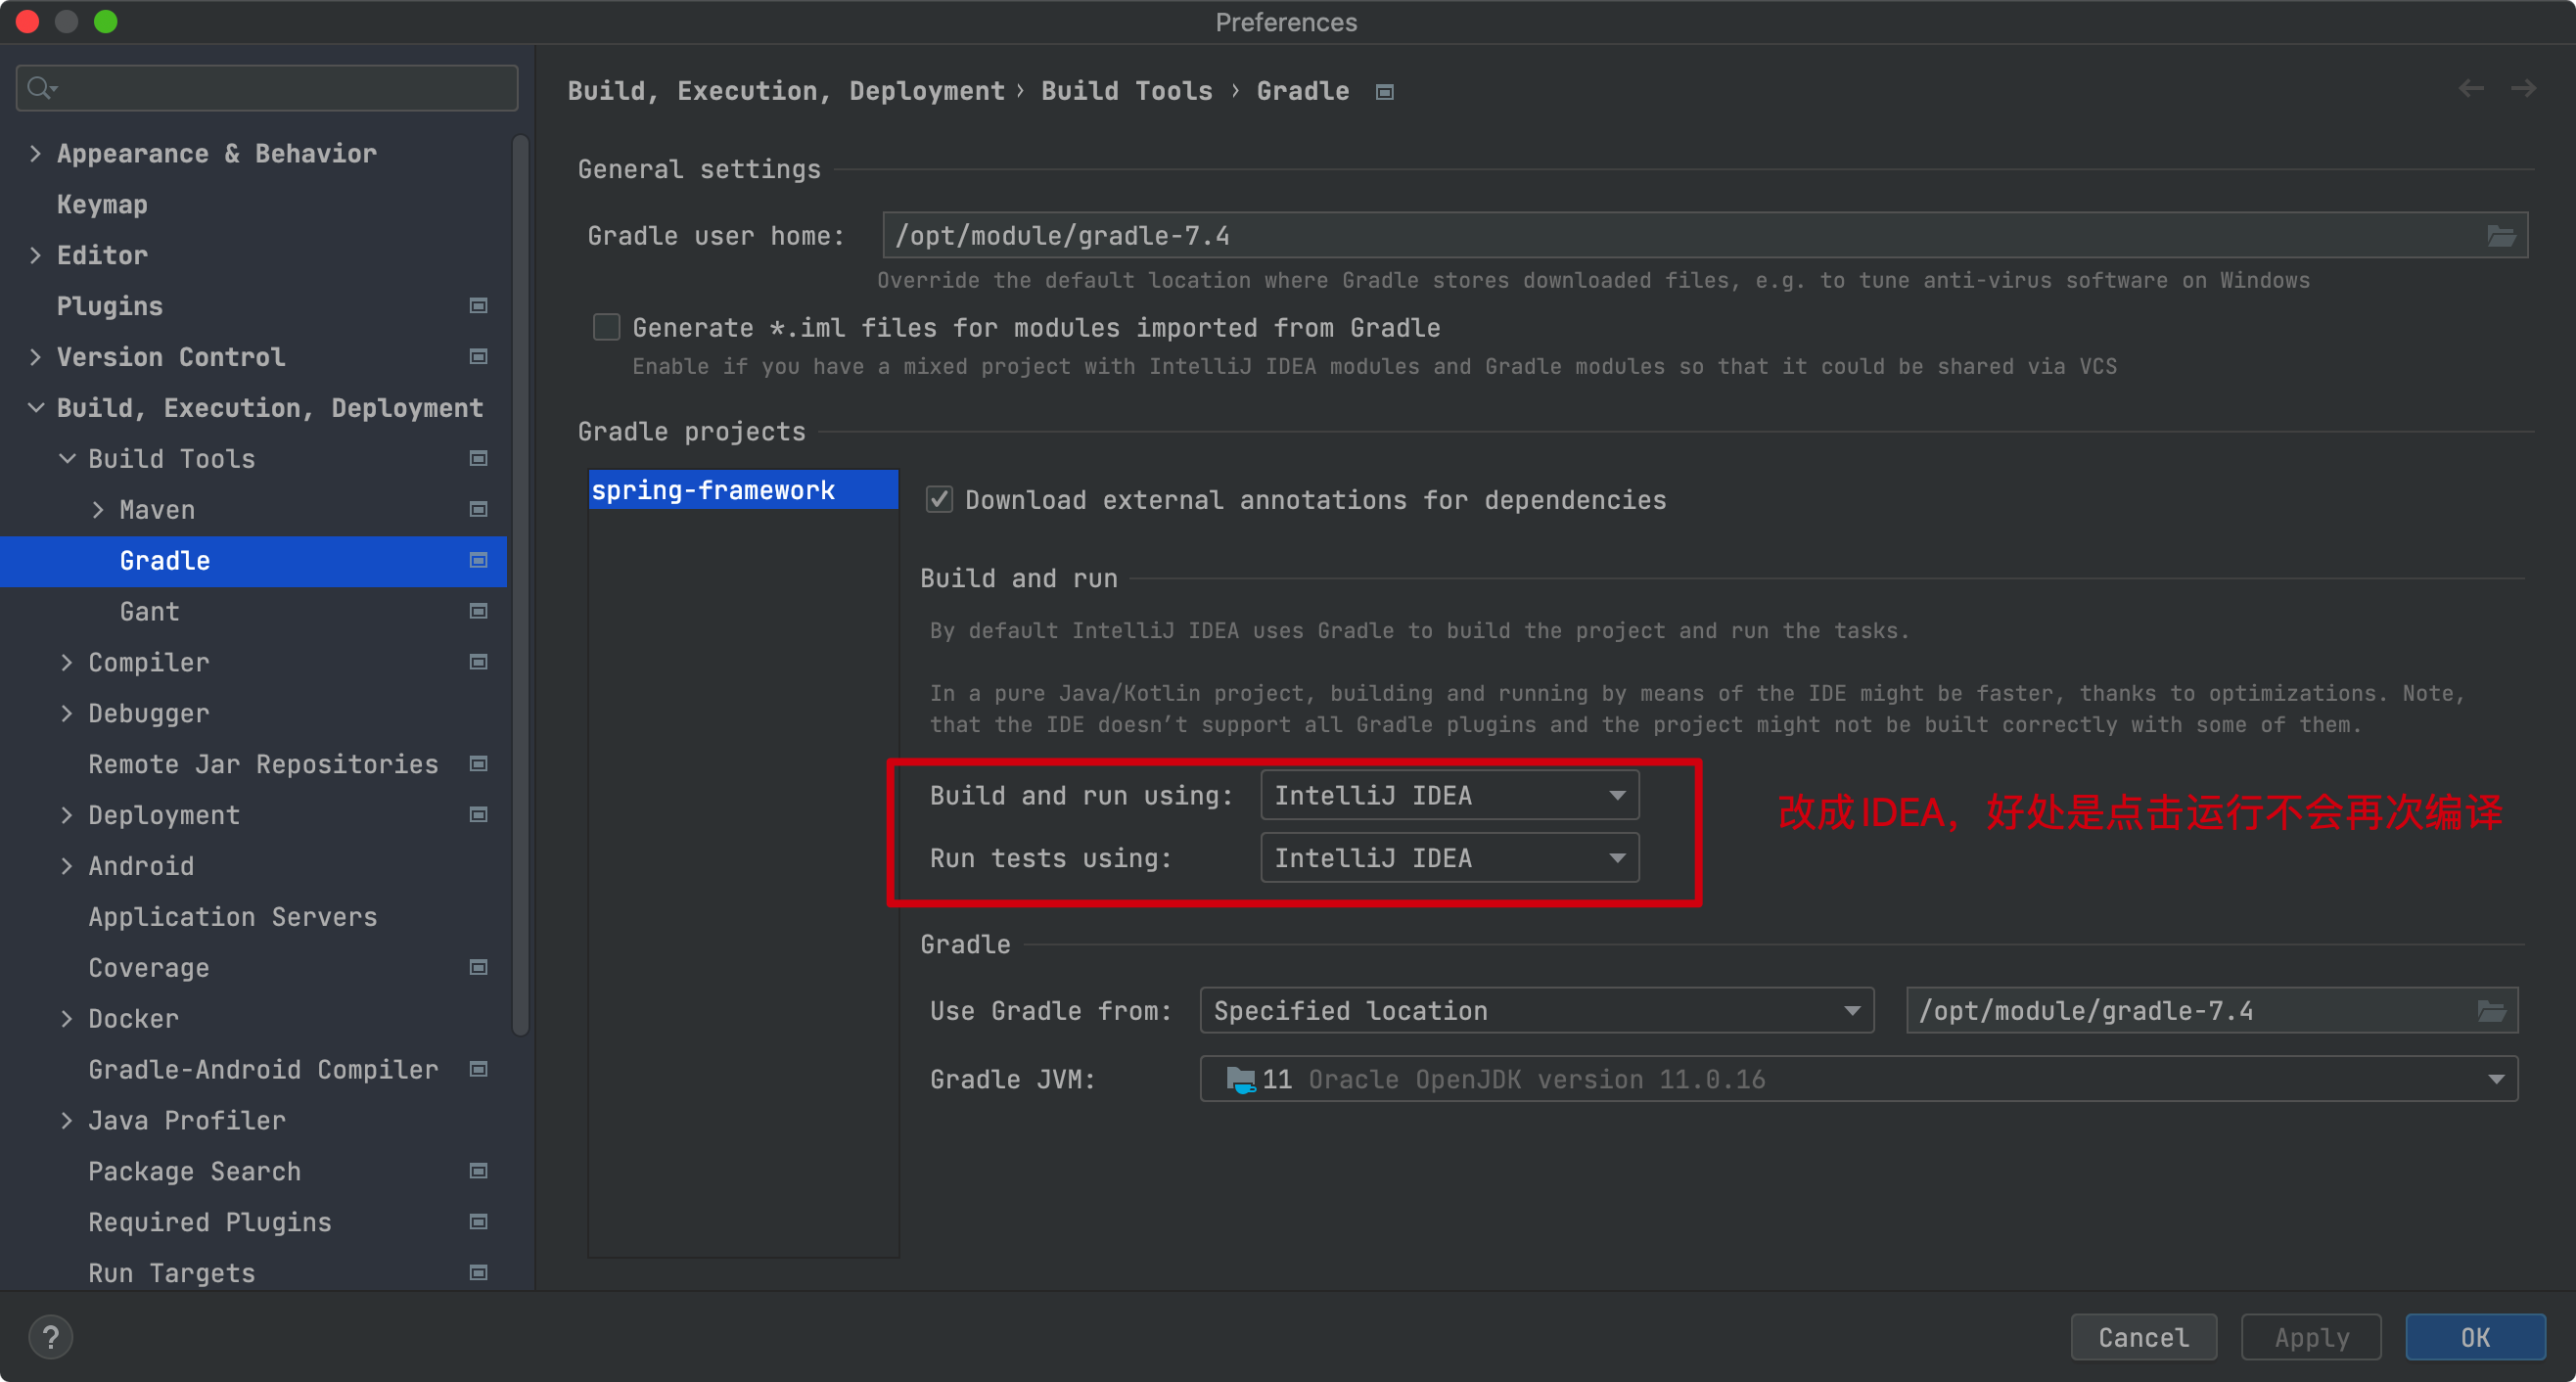 Preferences
Appearance & Behavior
Keymap
Editor
Plugins
Version Control
Build, Execution, Deployment
Build Tools
Maven
Gradle
Gant
Compiler
Debugger
Remote Jar Repositories
Deployment
Android
Application Servers
Coverage
Docker
Gradle-Android Compiler
Java Profiler
Package Search
Required Plugins
Run Targets
Build, Execution, Deployment › Build Tools › Gradle
General settings
Gradle user home: /opt/module/gradle-7.4
Override the default location where Gradle stores downloaded files, e.g. to tune anti-virus software on Windows
Generate *.iml files for modules imported from Gradle
Enable if you have a mixed project with IntelliJ IDEA modules and Gradle modules so that it could be shared via VCS
Gradle projects
spring-framework
Download external annotations for dependencies
Build and run
By default IntelliJ IDEA uses Gradle to build the project and run the tasks.
In a pure Java/Kotlin project, building and running by means of the IDE might be faster, thanks to optimizations. Note,
that the IDE doesn’t support all Gradle plugins and the project might not be built correctly with some of them.
Build and run using: IntelliJ IDEA
改成IDEA，好处是点击运行不会再次编译
Run tests using: IntelliJ IDEA
Gradle
Use Gradle from: Specified location /opt/module/gradle-7.4
Gradle JVM: 11 Oracle OpenJDK version 11.0.16
?
Cancel
Apply
OK